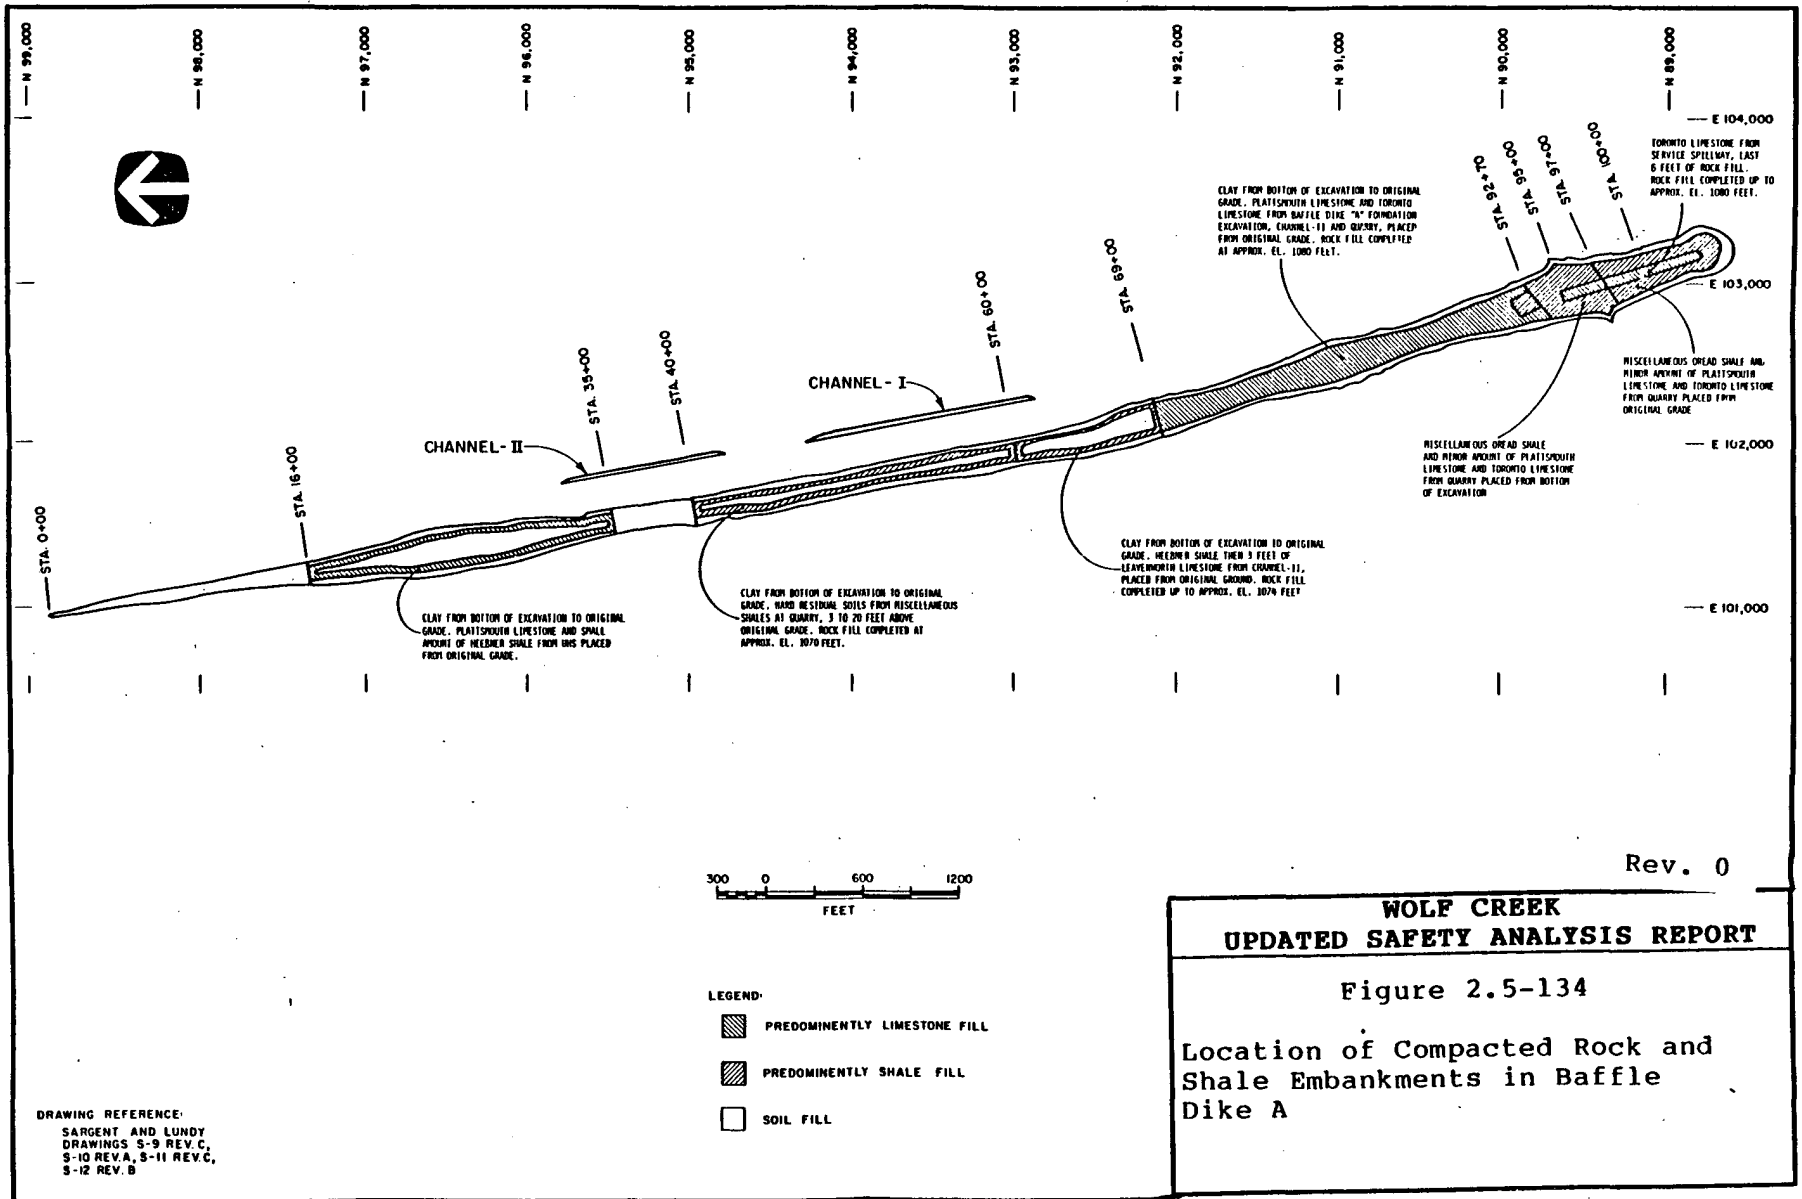 N 99,000
N 98,000
N 97,000
N 96,000
N 95,000
N 94,000
N 93,000
N 92,000
N 91,000
N 90,000
N 89,000
E 104,000
E 103,000
E 102,000
E 101,000
STA. 0+00
STA. 16+00
STA. 35+00
STA. 40+00
STA. 60+00
STA. 69+00
STA. 92+70
STA. 95+00
STA. 97+00
STA. 100+00
CHANNEL-II
CHANNEL-I
CLAY FROM BOTTOM OF EXCAVATION TO ORIGINAL
GRADE. PLATTSMOUTH LIMESTONE AND TORONTO
LIMESTONE FROM BAFFLE DIKE "A" FOUNDATION
EXCAVATION, CHANNEL-II AND QUARRY, PLACED
FROM ORIGINAL GRADE. ROCK FILL COMPLETED
AT APPROX. EL. 1080 FEET.
TORONTO LIMESTONE FROM
SERVICE SPILLWAY, LAST
6 FEET OF ROCK FILL.
ROCK FILL COMPLETED UP TO
APPROX. EL. 1080 FEET.
MISCELLANEOUS OREAD SHALE AND
MINOR AMOUNT OF PLATTSMOUTH
LIMESTONE AND TORONTO LIMESTONE
FROM QUARRY PLACED FROM
ORIGINAL GRADE
MISCELLANEOUS OREAD SHALE
AND MINOR AMOUNT OF PLATTSMOUTH
LIMESTONE AND TORONTO LIMESTONE
FROM QUARRY PLACED FROM BOTTOM
OF EXCAVATION
CLAY FROM BOTTOM OF EXCAVATION TO ORIGINAL
GRADE. HEEBNER SHALE THEN 3 FEET OF
LEAVENWORTH LIMESTONE FROM CHANNEL-II,
PLACED FROM ORIGINAL GROUND. ROCK FILL
COMPLETED UP TO APPROX. EL. 1074 FEET
CLAY FROM BOTTOM OF EXCAVATION TO ORIGINAL
GRADE. HARD RESIDUAL SOILS FROM MISCELLANEOUS
SHALES AT QUARRY, 3 TO 20 FEET ABOVE
ORIGINAL GRADE. ROCK FILL COMPLETED AT
APPROX. EL. 1070 FEET.
CLAY FROM BOTTOM OF EXCAVATION TO ORIGINAL
GRADE. PLATTSMOUTH LIMESTONE AND SMALL
AMOUNT OF HEEBNER SHALE FROM UHS PLACED
FROM ORIGINAL GRADE.
300 0 600 1200
FEET
LEGEND:
PREDOMINENTLY LIMESTONE FILL
PREDOMINENTLY SHALE FILL
SOIL FILL
DRAWING REFERENCE:
SARGENT AND LUNDY
DRAWINGS S-9 REV. C,
S-10 REV. A, S-11 REV. C,
S-12 REV. B
Rev. 0
WOLF CREEK
UPDATED SAFETY ANALYSIS REPORT
Figure 2.5-134
Location of Compacted Rock and
Shale Embankments in Baffle
Dike A